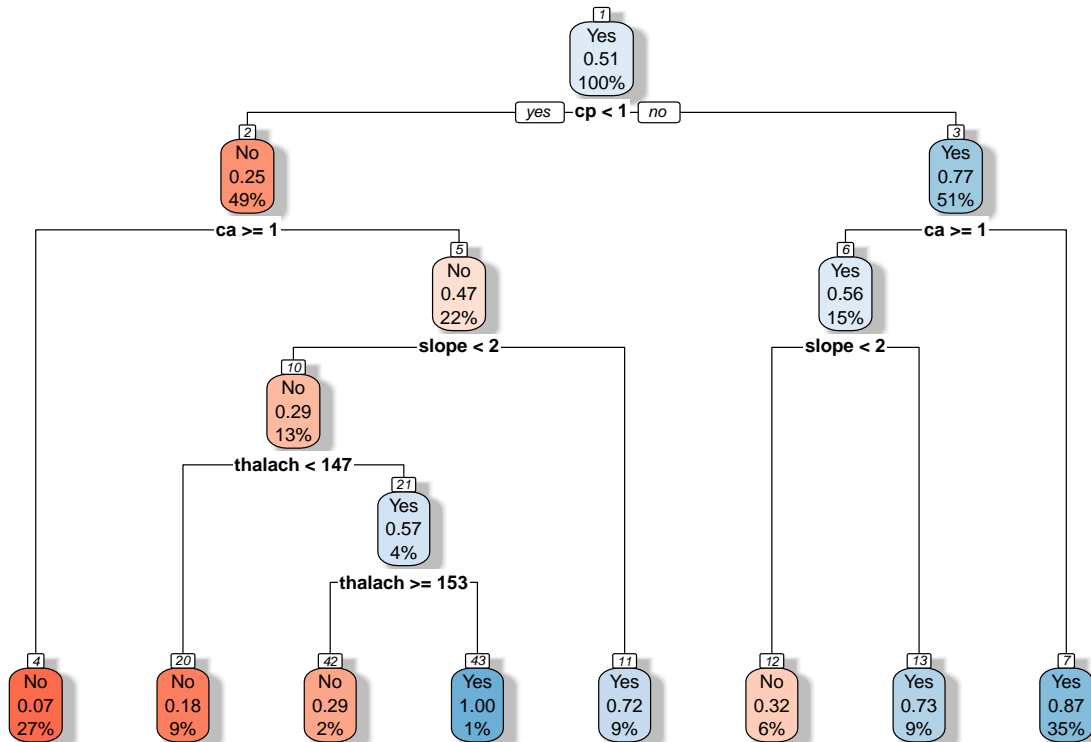 1
Yes
0.51
100%
yes cp < 1 no
2
No
0.25
49%
3
Yes
0.77
51%
ca >= 1
ca >= 1
5
No
0.47
22%
6
Yes
0.56
15%
slope < 2
slope < 2
10
No
0.29
13%
thalach < 147
21
Yes
0.57
4%
thalach >= 153
4
No
0.07
27%
20
No
0.18
9%
42
No
0.29
2%
43
Yes
1.00
1%
11
Yes
0.72
9%
12
No
0.32
6%
13
Yes
0.73
9%
7
Yes
0.87
35%